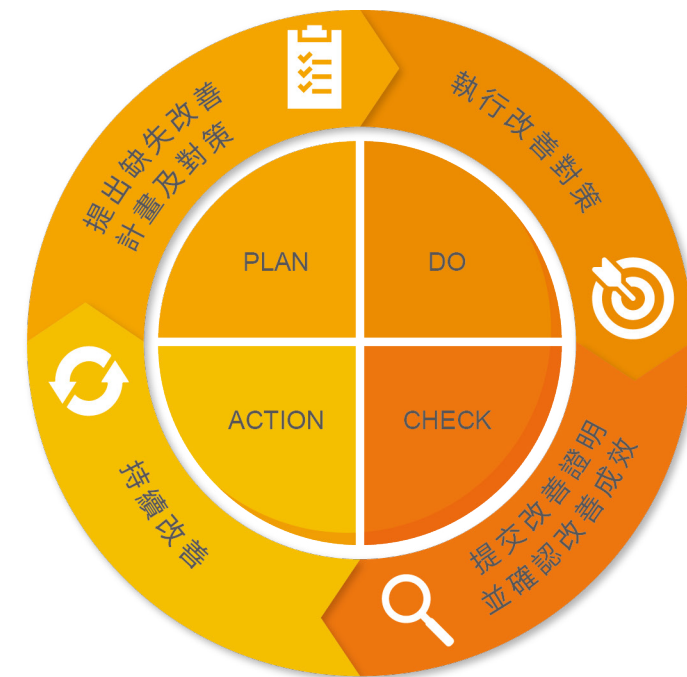 提出缺失改善
計畫及對策
執行改善對策
PLAN
DO
ACTION
CHECK
持續改善
提交改善證明
並確認改善成效